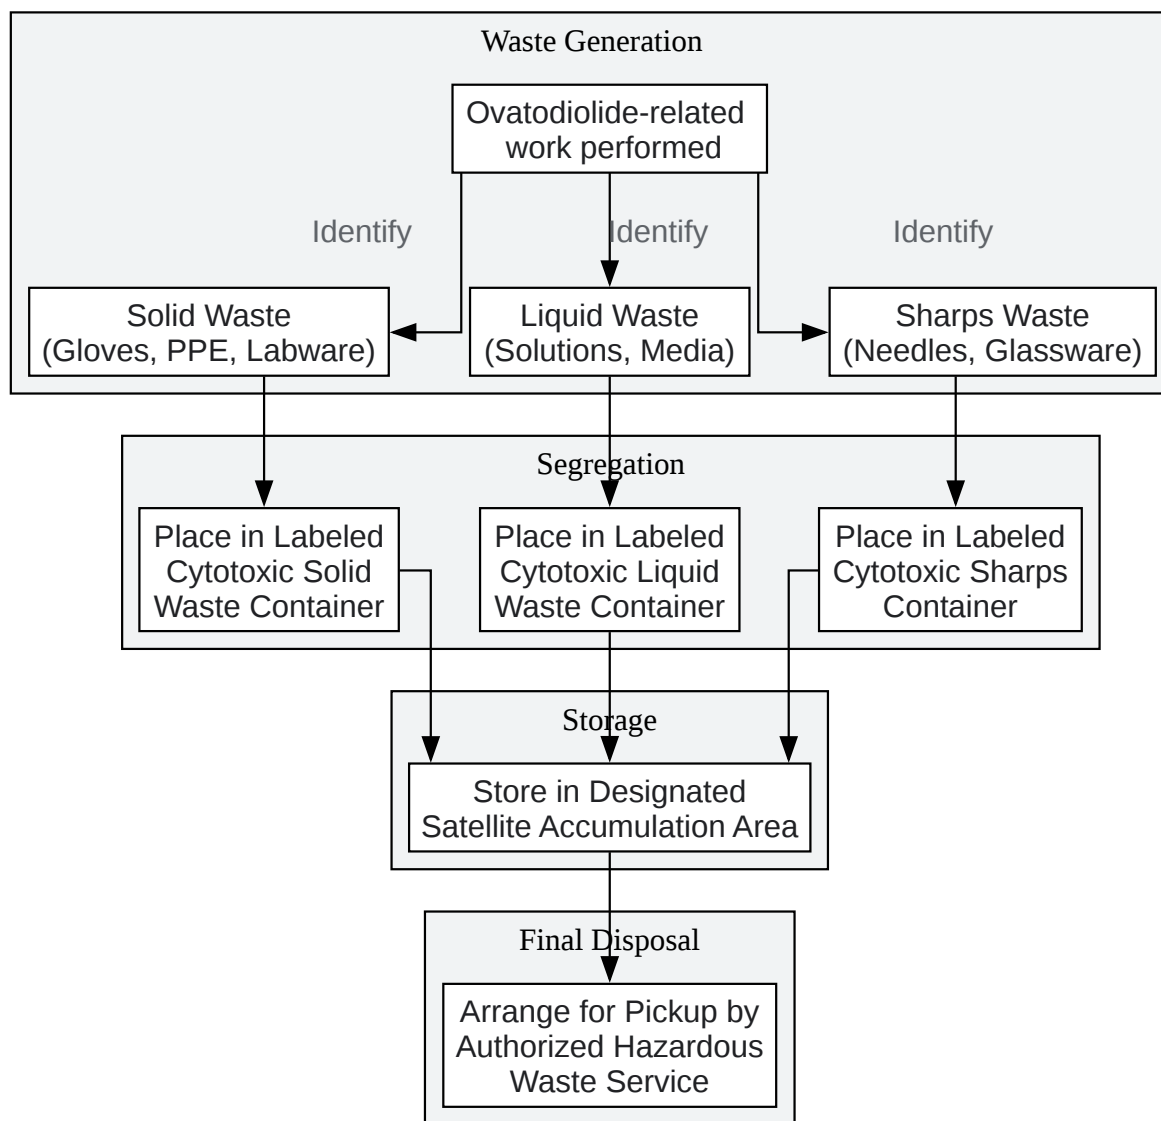 Waste Generation
Ovatodiolide-related
work performed
Identify
Identify
Identify
Solid Waste
(Gloves, PPE, Labware)
Liquid Waste
(Solutions, Media)
Sharps Waste
(Needles, Glassware)
Segregation
Place in Labeled
Cytotoxic Solid
Waste Container
Place in Labeled
Cytotoxic Liquid
Waste Container
Place in Labeled
Cytotoxic Sharps
Container
Storage
Store in Designated
Satellite Accumulation Area
Final Disposal
Arrange for Pickup by
Authorized Hazardous
Waste Service